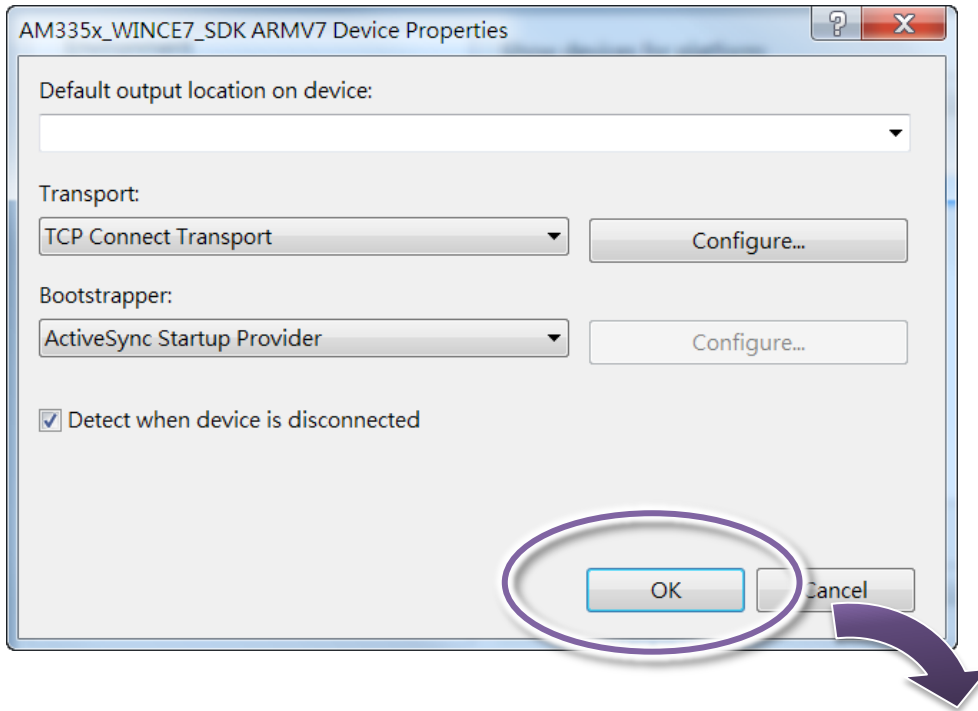 AM335x_WINCE7_SDK ARMV7 Device Properties
Default output location on device:
Transport:
TCP Connect Transport
Configure...
Bootstrapper:
ActiveSync Startup Provider
Configure...
Detect when device is disconnected
OK
Cancel